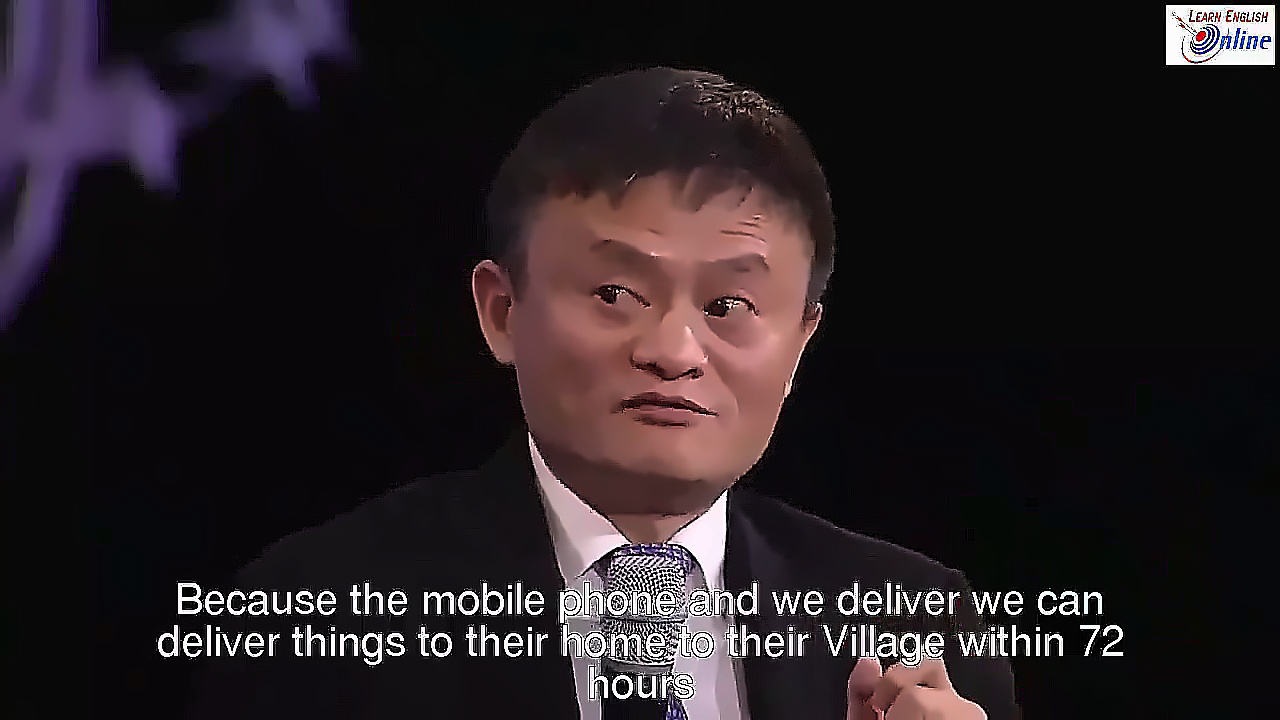 LEARN ENGLISH
Online
Because the mobile phone and we deliver we can
deliver things to their home to their Village within 72
hours